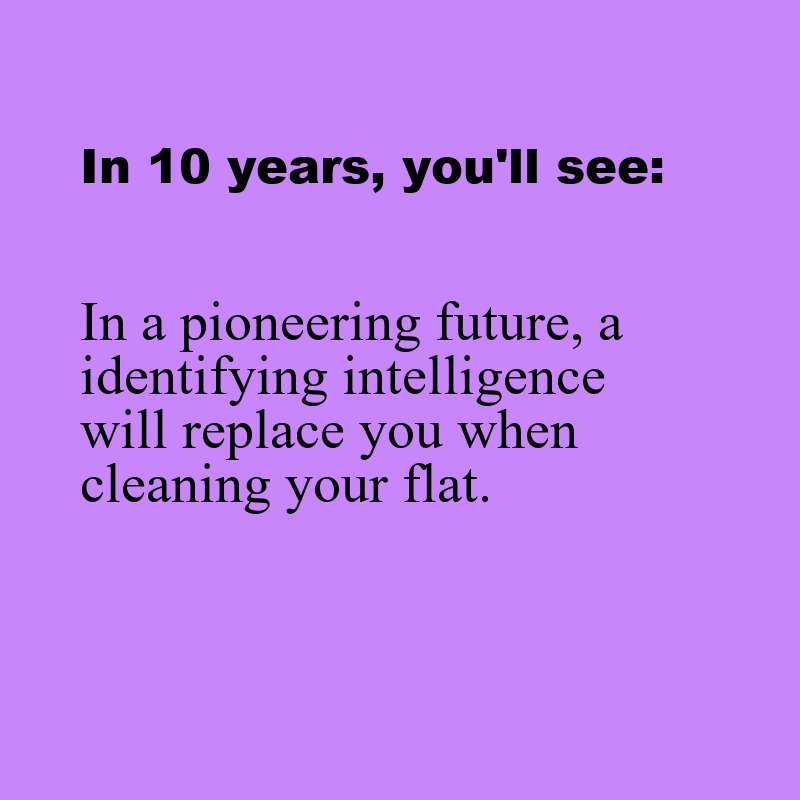 In 10 years, you'll see:
In a pioneering future, a
identifying intelligence
will replace you when
cleaning your flat.